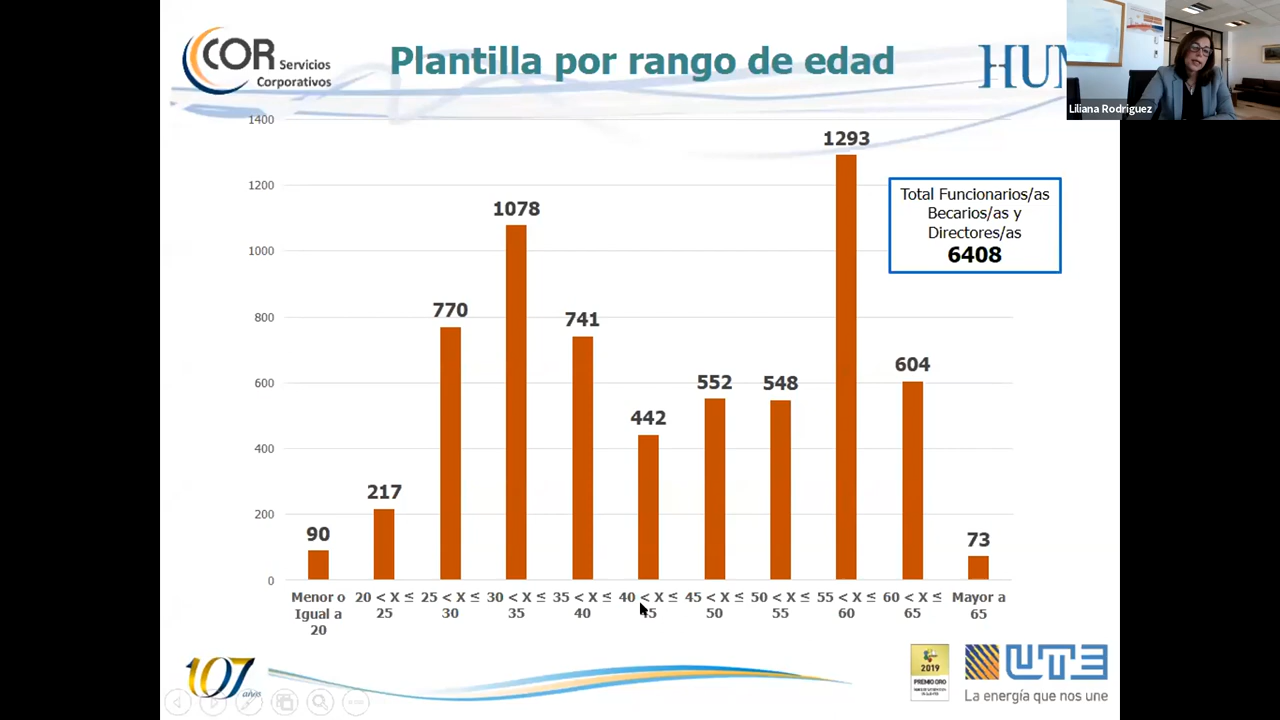 COR Servicios
Corporativos
Plantilla por rango de edad
HUM
Liliana Rodríguez
1400
1200
1000
800
600
400
200
0
90
217
770
1078
741
442
552
548
1293
604
73
Total Funcionarios/as
Becarios/as y
Directores/as
6408
Menor o
Igual a
20
20 < X ≤
25
25 < X ≤
30
30 < X ≤
35
35 < X ≤
40
40 < X ≤
45
45 < X ≤
50
50 < X ≤
55
55 < X ≤
60
60 < X ≤
65
Mayor a
65
107
años
2019
PREMIO ORO
UTE
La energía que nos une